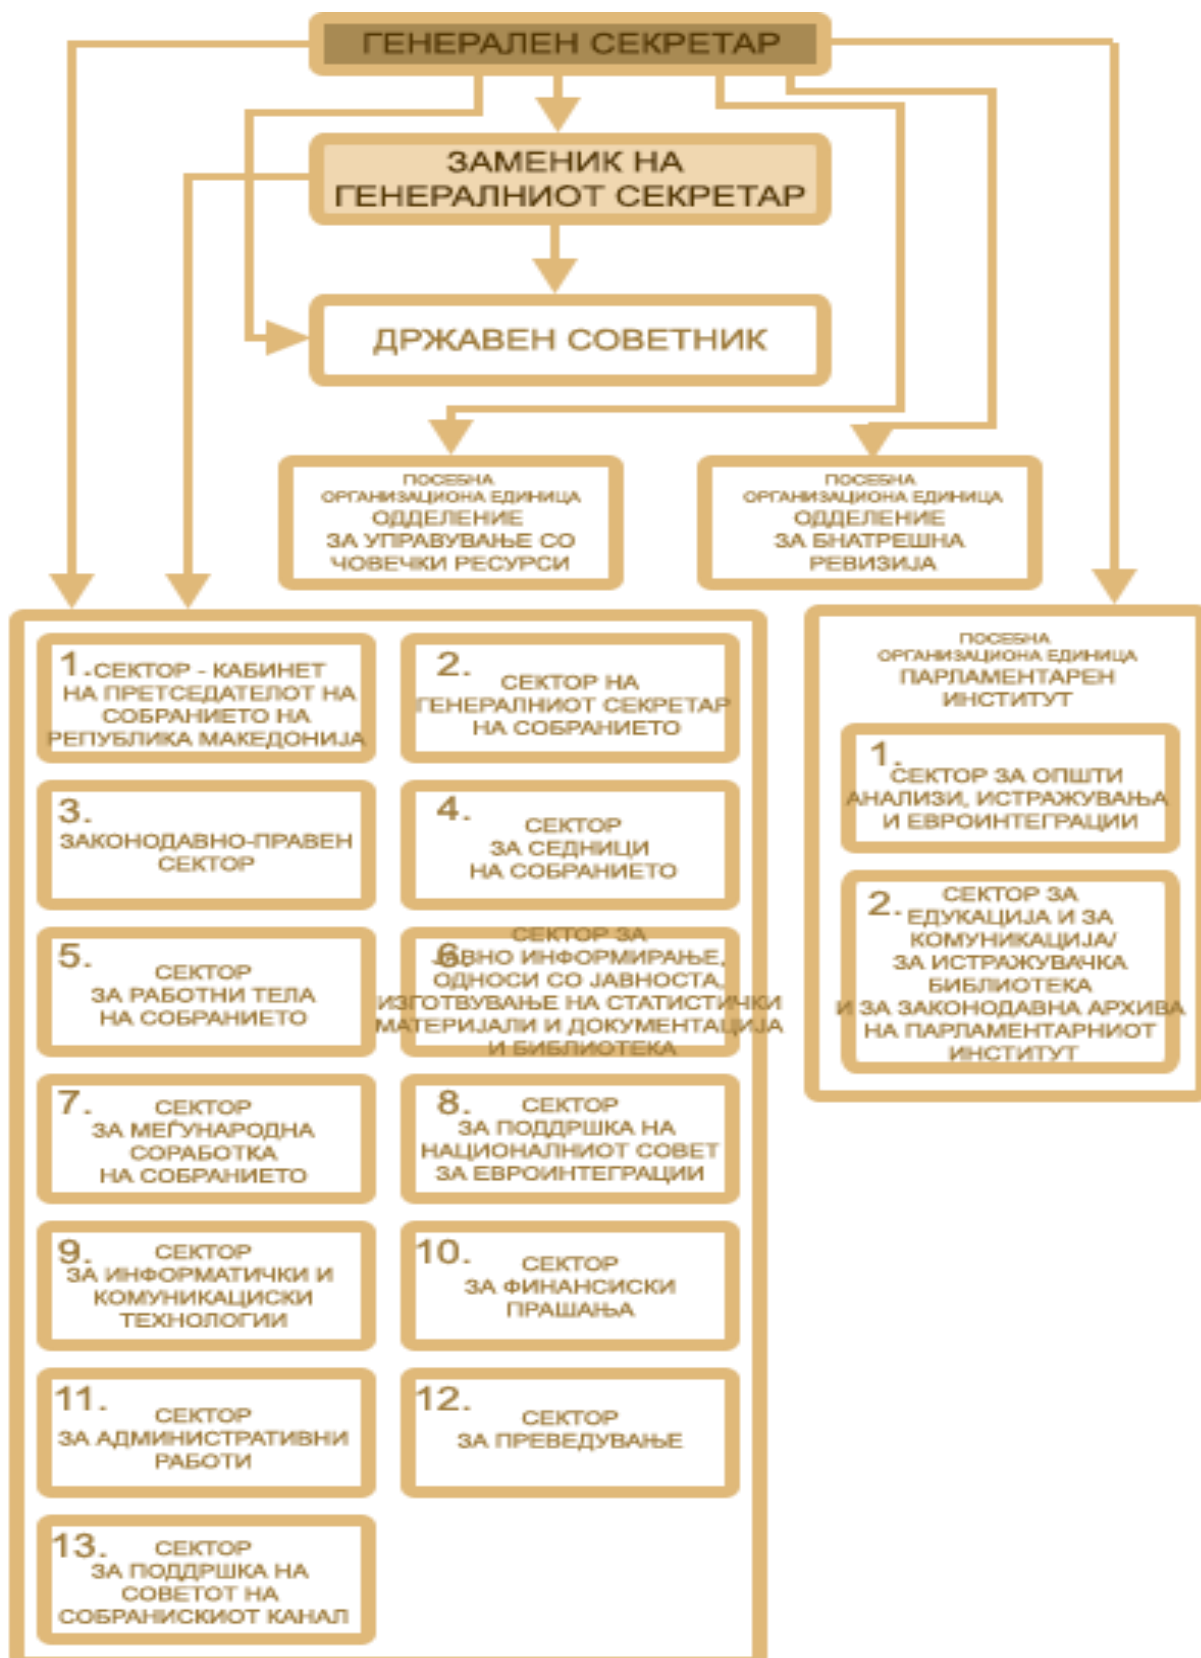 ГЕНЕРАЛЕН СЕКРЕТАР
ЗАМЕНИК НА
ГЕНЕРАЛНИОТ СЕКРЕТАР
ДРЖАВЕН СОВЕТНИК
ПОСЕБНА
ОРГАНИЗАЦИОНА ЕДИНИЦА
ОДДЕЛЕНИЕ
ЗА УПРАВУВАЊЕ СО
ЧОВЕЧКИ РЕСУРСИ
ПОСЕБНА
ОРГАНИЗАЦИОНА ЕДИНИЦА
ОДДЕЛЕНИЕ
ЗА БНАТРЕШНА
РЕВИЗИЈА
1. СЕКТОР - КАБИНЕТ
НА ПРЕТСЕДАТЕЛОТ НА
СОБРАНИЕТО НА
РЕПУБЛИКА МАКЕДОНИЈА
2.
СЕКТОР НА
ГЕНЕРАЛНИОТ СЕКРЕТАР
НА СОБРАНИЕТО
3.
ЗАКОНОДАВНО-ПРАВЕН
СЕКТОР
4.
СЕКТОР
ЗА СЕДНИЦИ
НА СОБРАНИЕТО
5.
СЕКТОР
ЗА РАБОТНИ ТЕЛА
НА СОБРАНИЕТО
6.
СЕКТОР ЗА
ЈАВНО ИНФОРМИРАЊЕ,
ОДНОСИ СО ЈАВНОСТА,
ИЗГОТВУВАЊЕ НА СТАТИСТИЧКИ
МАТЕРИЈАЛИ И ДОКУМЕНТАЦИЈА
И БИБЛИОТЕКА
7.
СЕКТОР
ЗА МЕЃУНАРОДНА
СОРАБОТКА
НА СОБРАНИЕТО
8.
СЕКТОР
ЗА ПОДДРШКА НА
НАЦИОНАЛНИОТ СОВЕТ
ЗА ЕВРОИНТЕГРАЦИИ
9.
СЕКТОР
ЗА ИНФОРМАТИЧКИ И
КОМУНИКАЦИСКИ
ТЕХНОЛОГИИ
10.
СЕКТОР
ЗА ФИНАНСИСКИ
ПРАШАЊА
11.
СЕКТОР
ЗА АДМИНИСТРАТИВНИ
РАБОТИ
12.
СЕКТОР
ЗА ПРЕВЕДУВАЊЕ
13.
СЕКТОР
ЗА ПОДДРШКА НА
СОВЕТОТ НА
СОБРАНИСКИОТ КАНАЛ
ПОСЕБНА
ОРГАНИЗАЦИОНА ЕДИНИЦА
ПАРЛАМЕНТАРЕН
ИНСТИТУТ
1.
СЕКТОР ЗА ОПШТИ
АНАЛИЗИ, ИСТРАЖУВАЊА
И ЕВРОИНТЕГРАЦИИ
2.
СЕКТОР ЗА
ЕДУКАЦИЈА И ЗА
КОМУНИКАЦИЈА/
ЗА ИСТРАЖУВАЧКА
БИБЛИОТЕКА
И ЗА ЗАКОНОДАВНА АРХИВА
НА ПАРЛАМЕНТАРНИОТ
ИНСТИТУТ